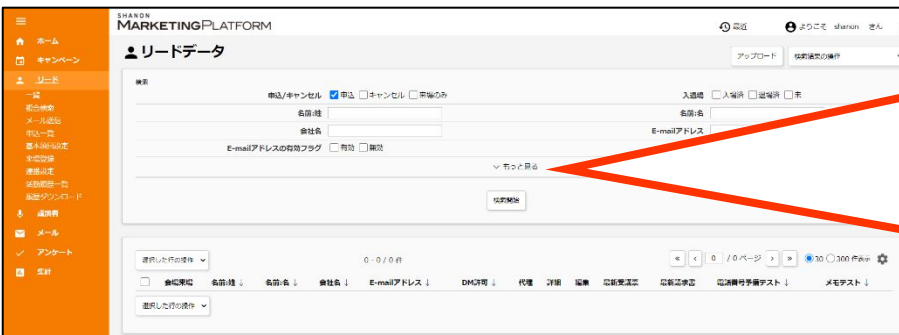 SHANON
MARKETINGPLATFORM
最近
ようこそ shanon さん
ホーム
キャンペーン
リード
一覧
複合検索
メール送信
申込一覧
基本項目設定
来場登録
連携設定
活動履歴一覧
履歴ダウンロード
講演者
メール
アンケート
集計
リードデータ
アップロード
検索結果の操作
検索
申込/キャンセル 申込 キャンセル 来場のみ
入退場 入場済 退場済 未
名前:姓
名前:名
会社名
E-mailアドレス
E-mailアドレスの有効フラグ 有効 無効
もっと見る
検索開始
選択した行の操作
0 - 0 / 0 件
« ‹ 0 / 0 ページ › » 30 300 件表示
会場来場 名前:姓 ↓ 名前:名 ↓ 会社名 ↓ E-mailアドレス ↓ DM許可 ↓ 代理 詳細 編集 最新受講票 最新請求書 電話番号予備テスト ↓ メモテスト ↓
選択した行の操作